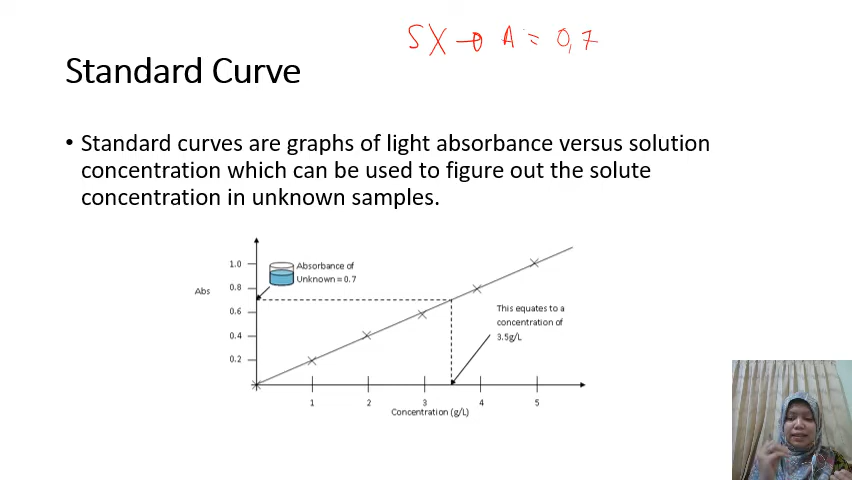 SX → A = 0,7
Standard Curve
• Standard curves are graphs of light absorbance versus solution
concentration which can be used to figure out the solute
concentration in unknown samples.
1.0
Absorbance of
Unknown = 0.7
Abs
0.8
0.6
0.4
0.2
This equates to a
concentration of
3.5g/L
1 2 3 4 5
Concentration (g/L)